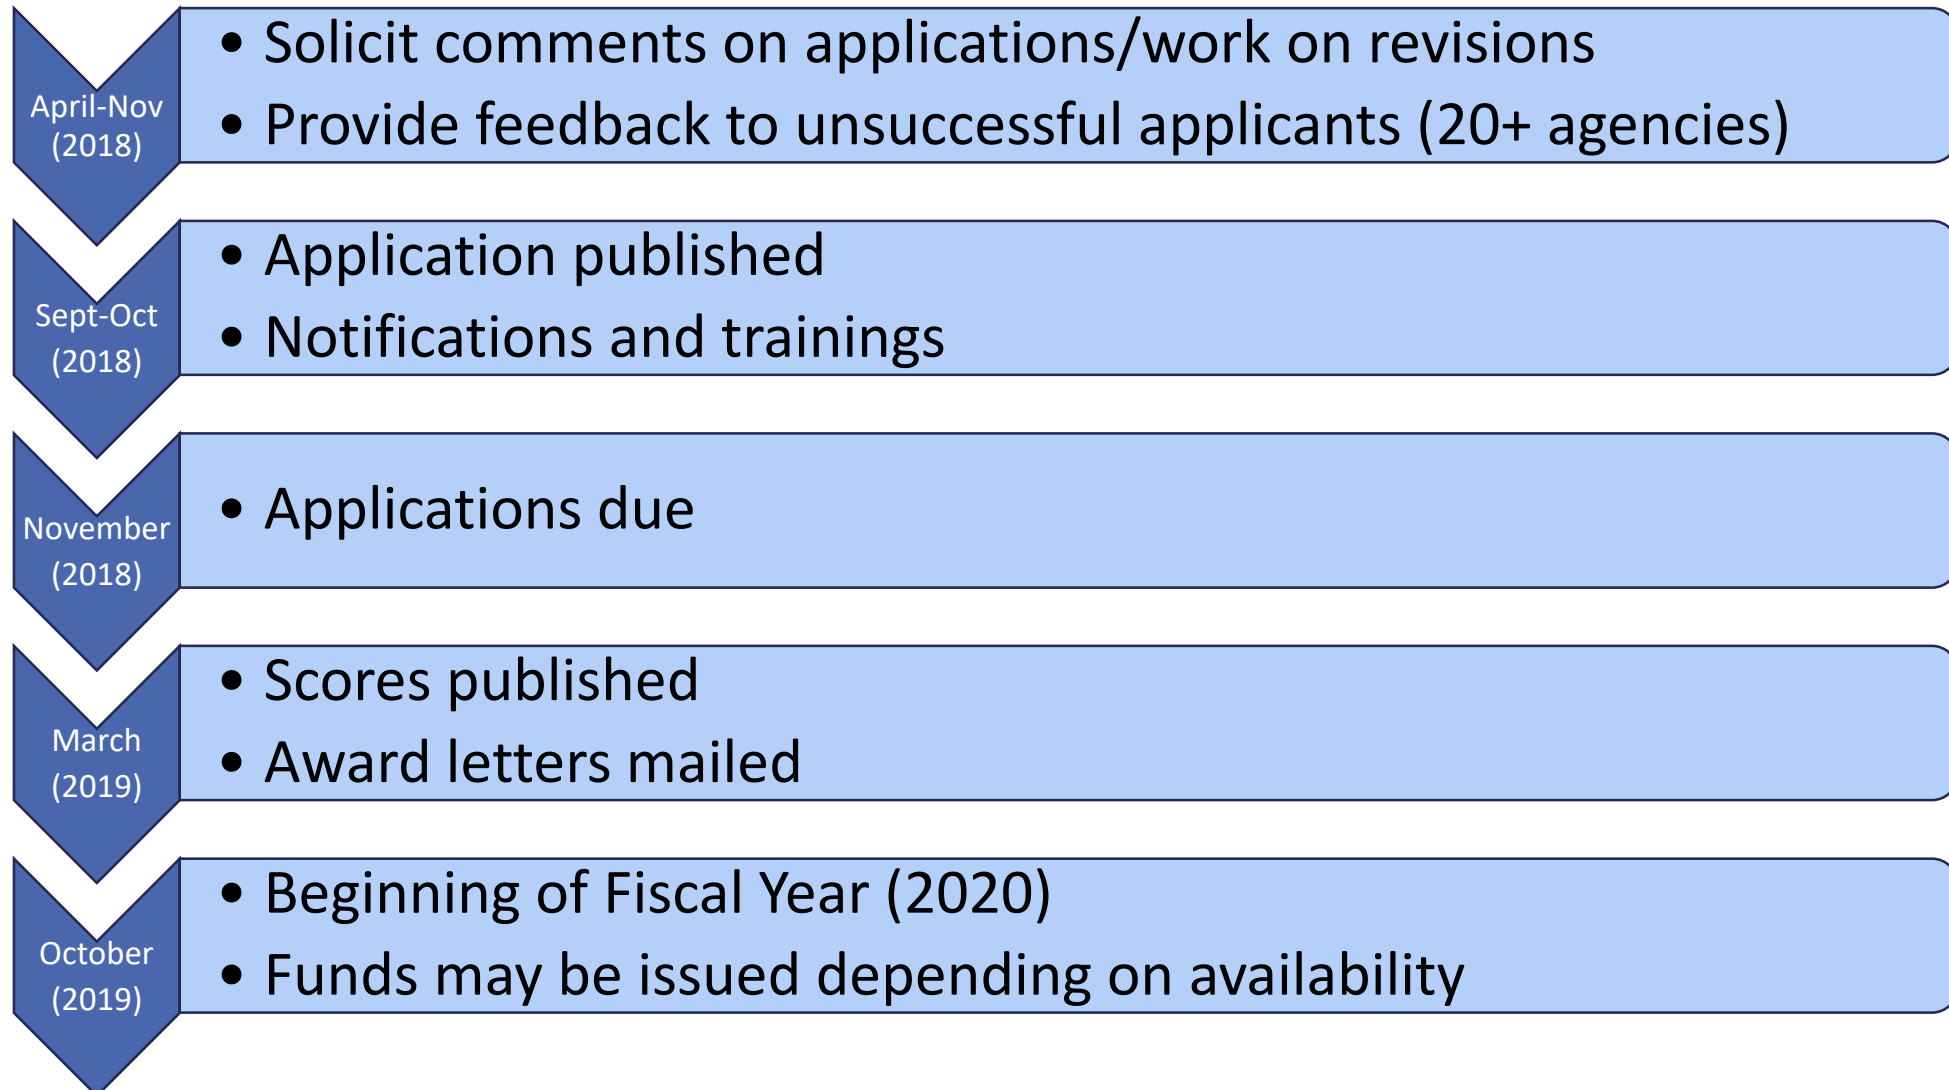 April-Nov
(2018)
• Solicit comments on applications/work on revisions
• Provide feedback to unsuccessful applicants (20+ agencies)
Sept-Oct
(2018)
• Application published
• Notifications and trainings
November
(2018)
• Applications due
March
(2019)
• Scores published
• Award letters mailed
October
(2019)
• Beginning of Fiscal Year (2020)
• Funds may be issued depending on availability